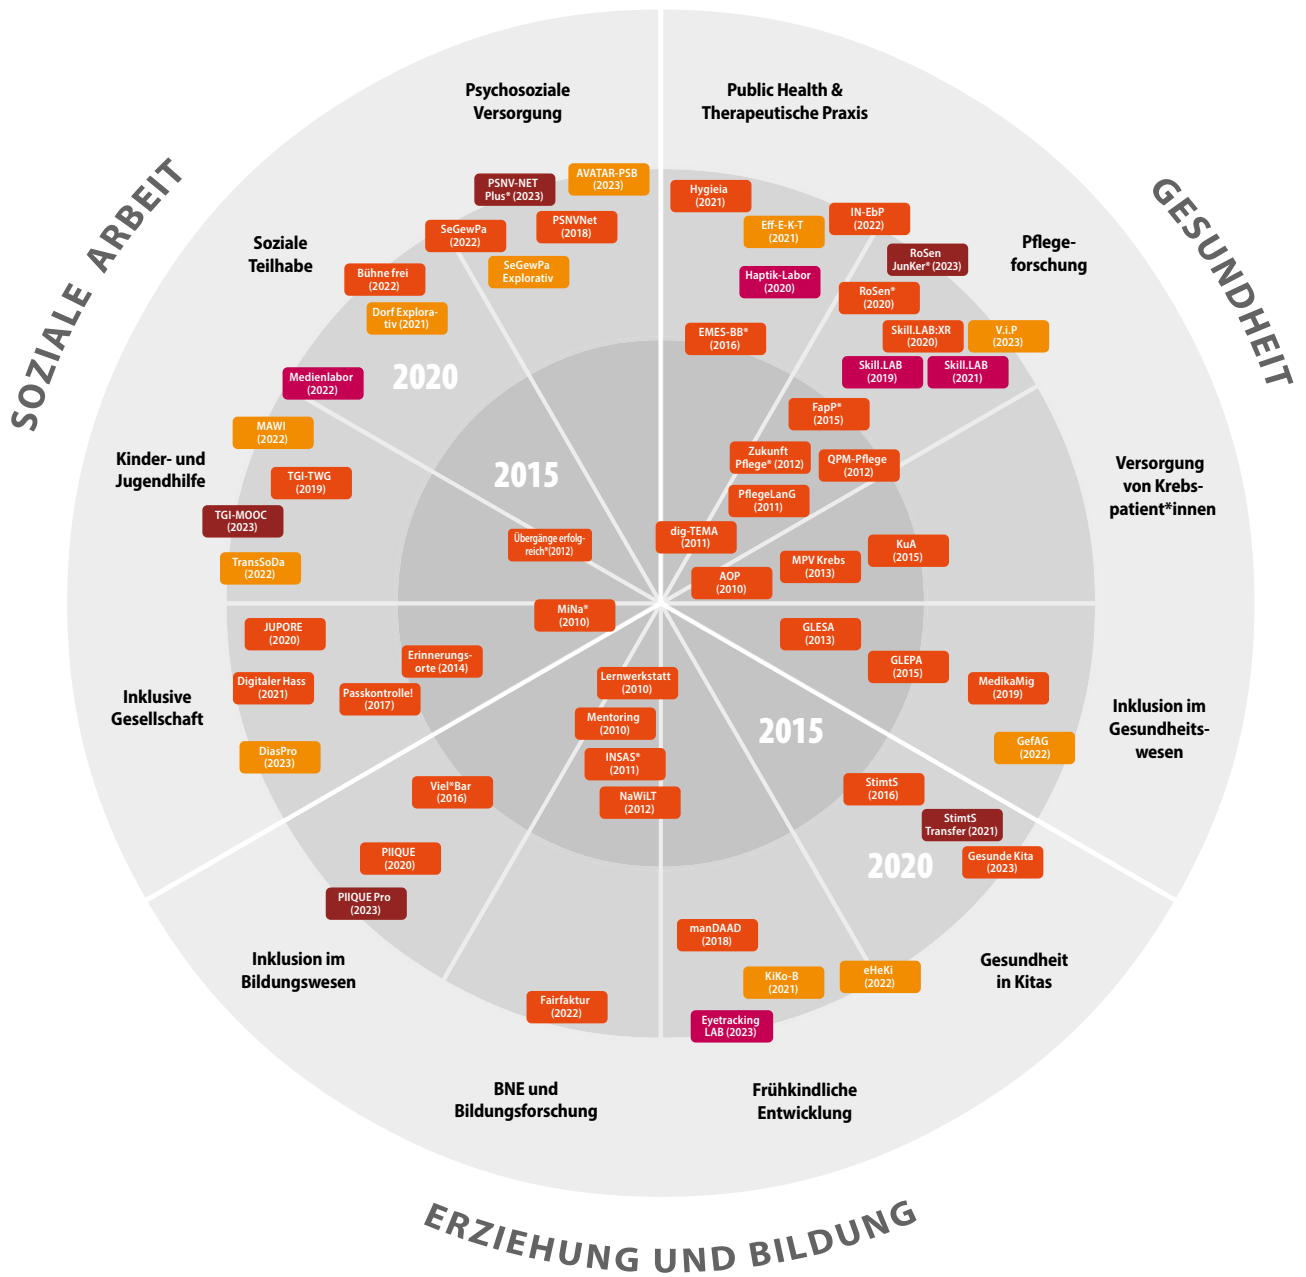 SOZIALE ARBEIT
GESUNDHEIT
ERZIEHUNG UND BILDUNG
Psychosoziale
Versorgung
PSNV-NET
Plus* (2023)
AVATAR-PSB
(2023)
SeGewPa
(2022)
PSNVNet
(2018)
SeGewPa
Explorativ
Soziale
Teilhabe
Bühne frei
(2022)
Dorf Explora-
tiv (2021)
Medienlabor
(2022)
2020
2015
Kinder- und
Jugendhilfe
MAWI
(2022)
TGI-TWG
(2019)
TGI-MOOC
(2023)
TransSoDa
(2022)
Übergänge erfolg-
reich*(2012)
Inklusive
Gesellschaft
MiNa*
(2010)
JUPORE
(2020)
Erinnerungs-
orte (2014)
Digitaler Hass
(2021)
Passkontrolle!
(2017)
DiasPro
(2023)
Public Health &
Therapeutische Praxis
Hygieia
(2021)
Eff-E-K-T
(2021)
IN-EbP
(2022)
Haptik-Labor
(2020)
EMES-BB*
(2016)
dig-TEMA
(2011)
Pflege-
forschung
RoSen
JunKer* (2023)
RoSen*
(2020)
Skill.LAB:XR
(2020)
V.i.P
(2023)
Skill.LAB
(2019)
Skill.LAB
(2021)
FapP*
(2015)
Zukunft
Pflege* (2012)
QPM-Pflege
(2012)
PflegeLanG
(2011)
Versorgung
von Krebs-
patient*innen
KuA
(2015)
MPV Krebs
(2013)
AOP
(2010)
Inklusion im
Gesundheits-
wesen
GLESA
(2013)
GLEPA
(2015)
MedikaMig
(2019)
GefAG
(2022)
Gesundheit
in Kitas
2015
2020
StimtS
(2016)
StimtS
Transfer (2021)
Gesunde Kita
(2023)
eHeKi
(2022)
Frühkindliche
Entwicklung
manDAAD
(2018)
KiKo-B
(2021)
Eyetracking
LAB (2023)
BNE und
Bildungsforschung
Lernwerkstatt
(2010)
Mentoring
(2010)
INSAS*
(2011)
NaWiLT
(2012)
Fairfaktur
(2022)
Inklusion im
Bildungswesen
Viel*Bar
(2016)
PIIQUE
(2020)
PIIQUE Pro
(2023)